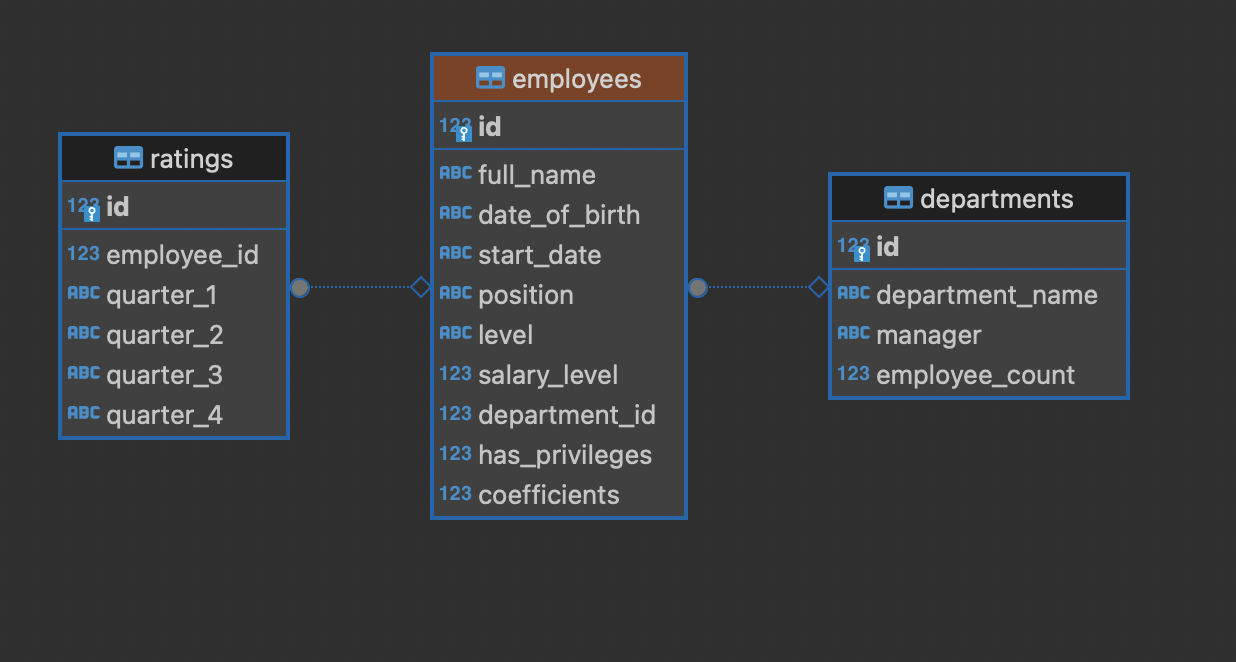 ratings
123 id
123 employee_id
ABC quarter_1
ABC quarter_2
ABC quarter_3
ABC quarter_4
employees
123 id
ABC full_name
ABC date_of_birth
ABC start_date
ABC position
ABC level
123 salary_level
123 department_id
123 has_privileges
123 coefficients
departments
123 id
ABC department_name
ABC manager
123 employee_count